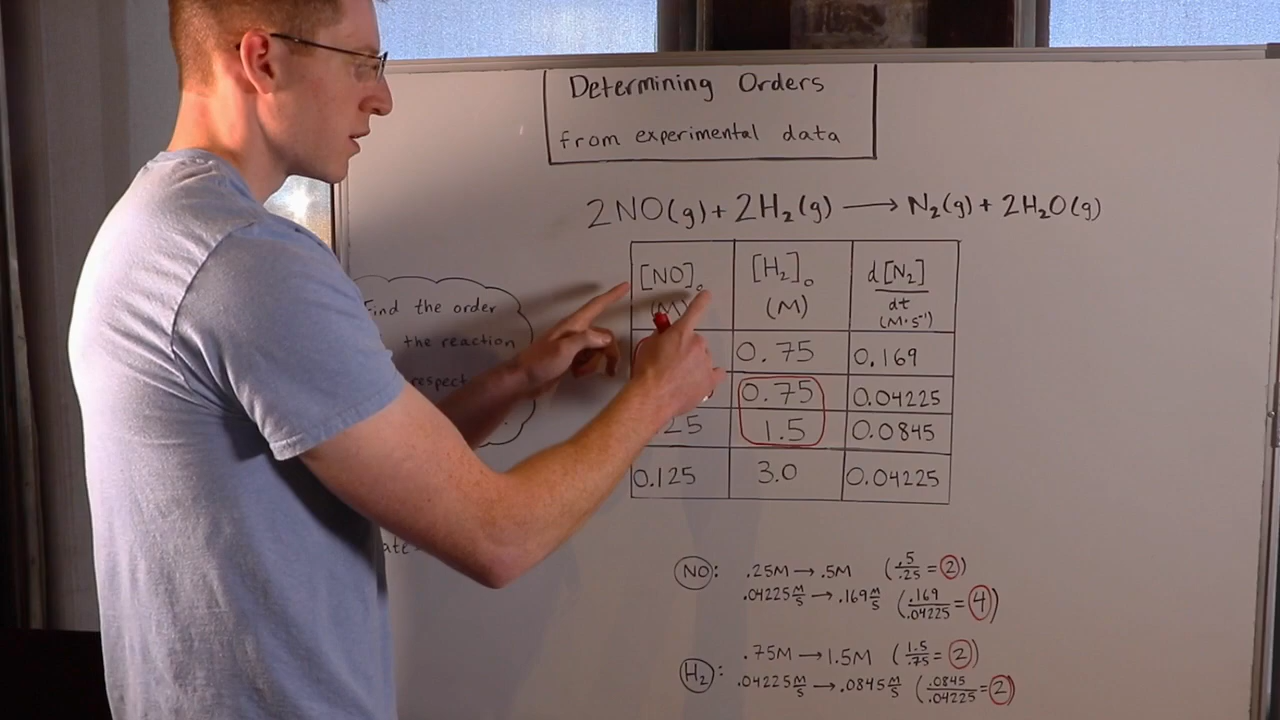 Determining Orders
from experimental data
2NO(g) + 2H₂(g) → N₂(g) + 2H₂O(g)
Find the order
the reaction
respect
[NO]₀ (M) [H₂]₀ (M) d[N₂]/dt (M·s⁻¹)
0.75 0.169
0.75 0.04225
25 1.5 0.0845
0.125 3.0 0.04225
NO: .25M → .5M (.5/.25 = 2)
.04225 M/s → .169 M/s (.169/.04225 = 4)
H₂: .75M → 1.5M (1.5/.75 = 2)
.04225 M/s → .0845 M/s (.0845/.04225 = 2)